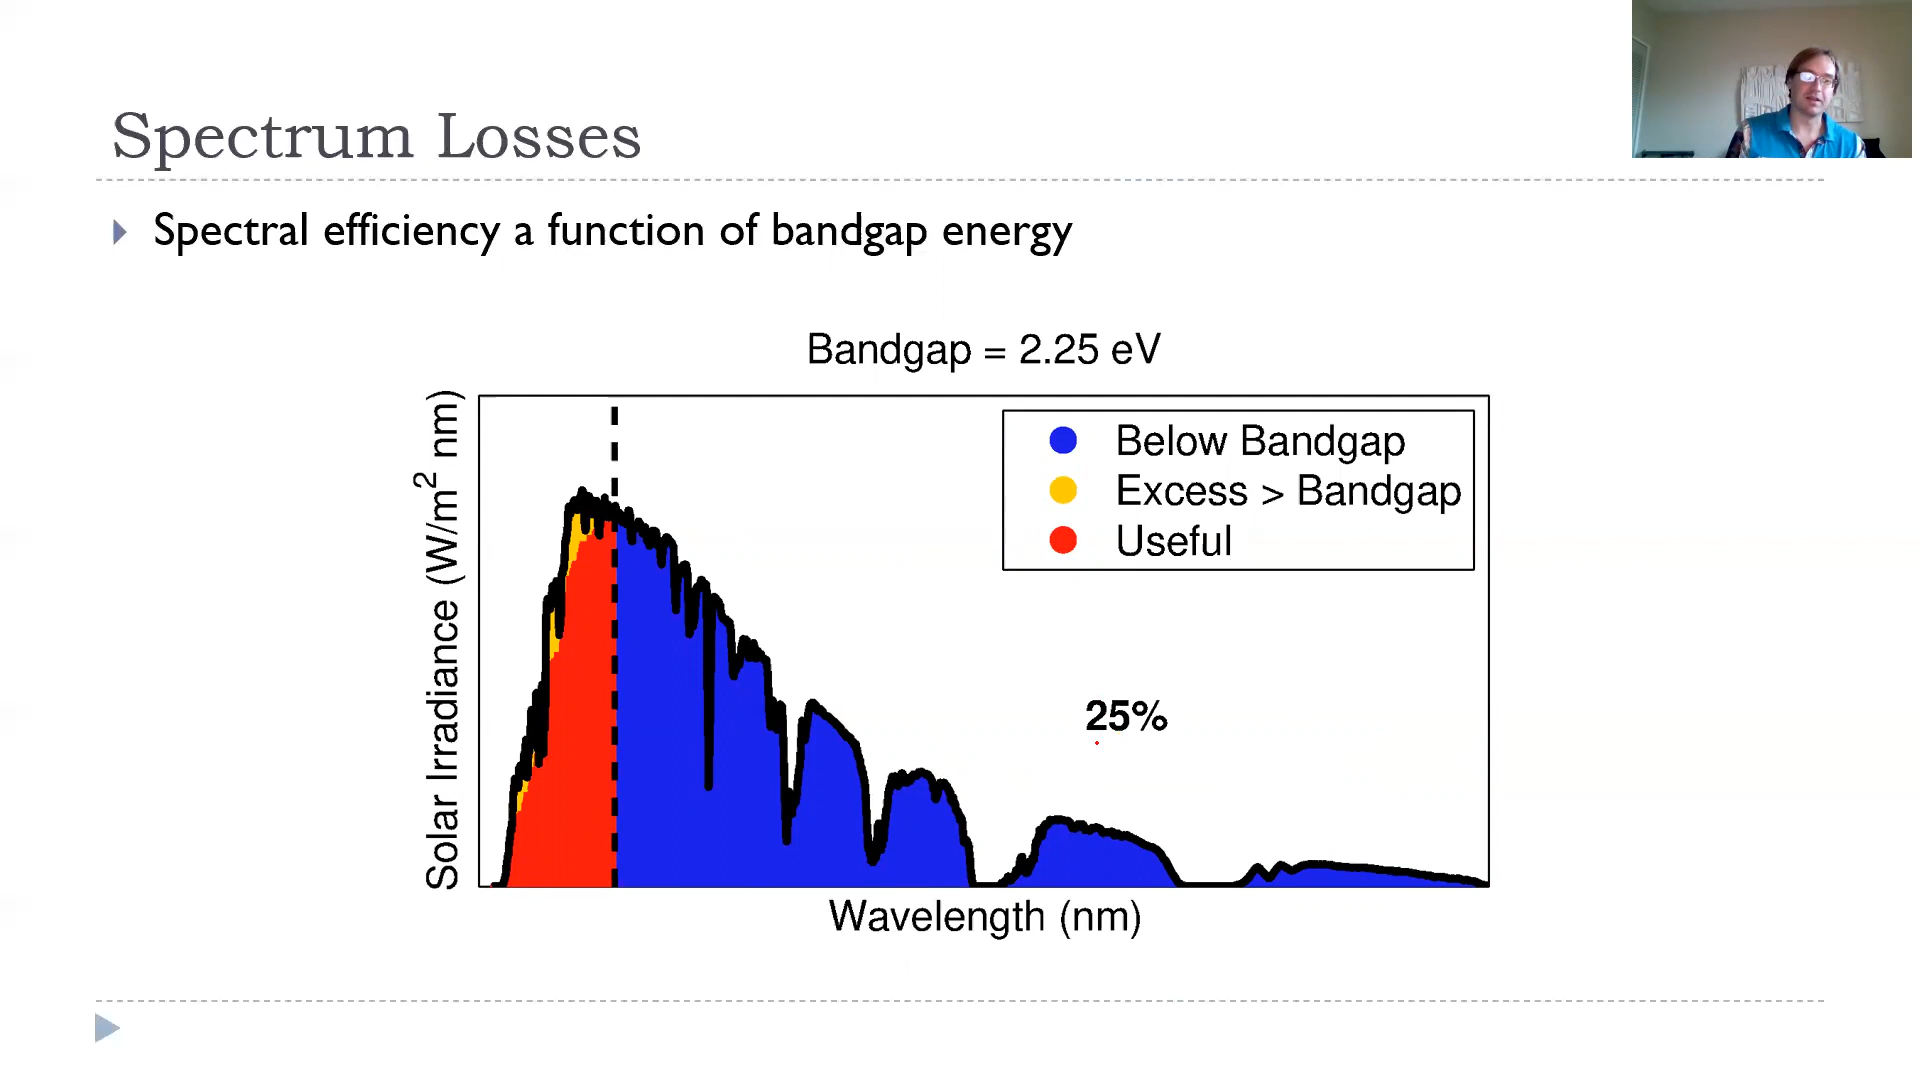 Spectrum Losses
Spectral efficiency a function of bandgap energy
Bandgap = 2.25 eV
Solar Irradiance (W/m² nm)
Below Bandgap
Excess > Bandgap
Useful
25%
Wavelength (nm)